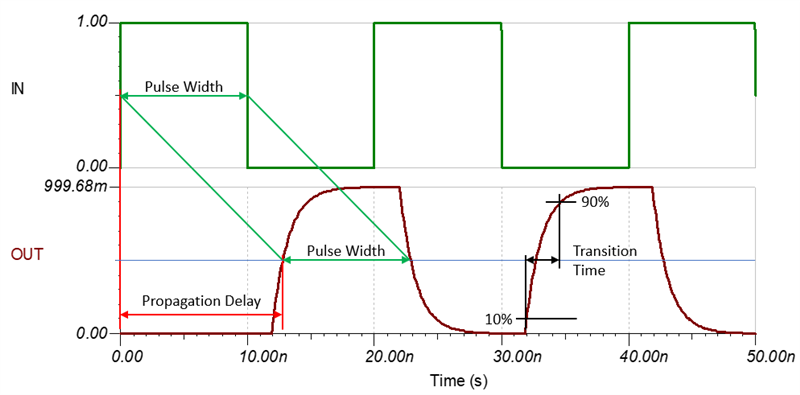 1.00
IN
Pulse Width
0.00
999.68m
90%
OUT
Pulse Width
Transition
Time
Propagation Delay
10%
0.00
0.00
10.00n
20.00n
30.00n
40.00n
50.00n
Time (s)